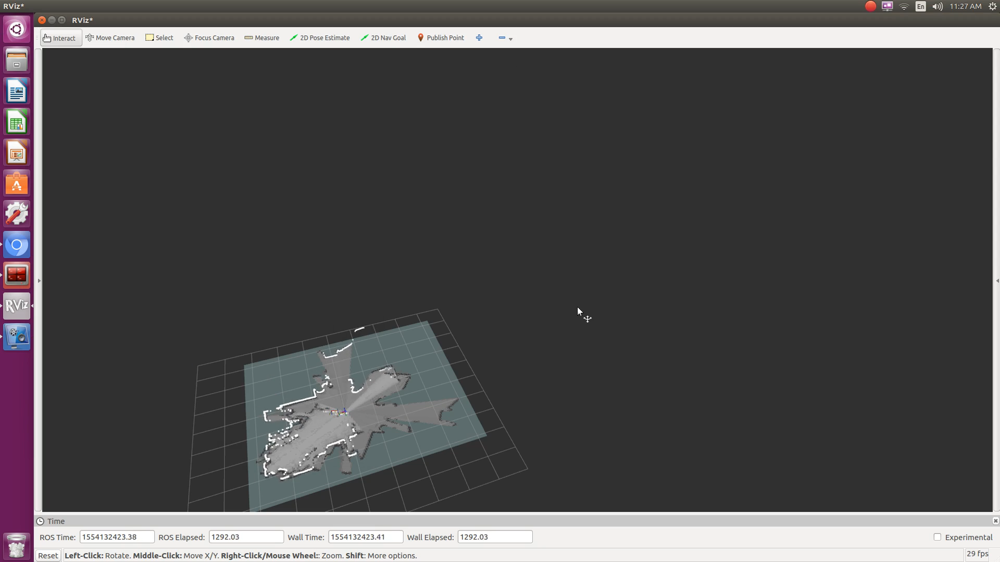 RViz*
En
11:27 AM
RViz*
Interact
Move Camera
Select
Focus Camera
Measure
2D Pose Estimate
2D Nav Goal
Publish Point
RViz
Time
ROS Time: 1554132423.38 ROS Elapsed: 1292.03 Wall Time: 1554132423.41 Wall Elapsed: 1292.03 Experimental
Reset Left-Click: Rotate. Middle-Click: Move X/Y. Right-Click/Mouse Wheel:: Zoom. Shift: More options. 29 fps